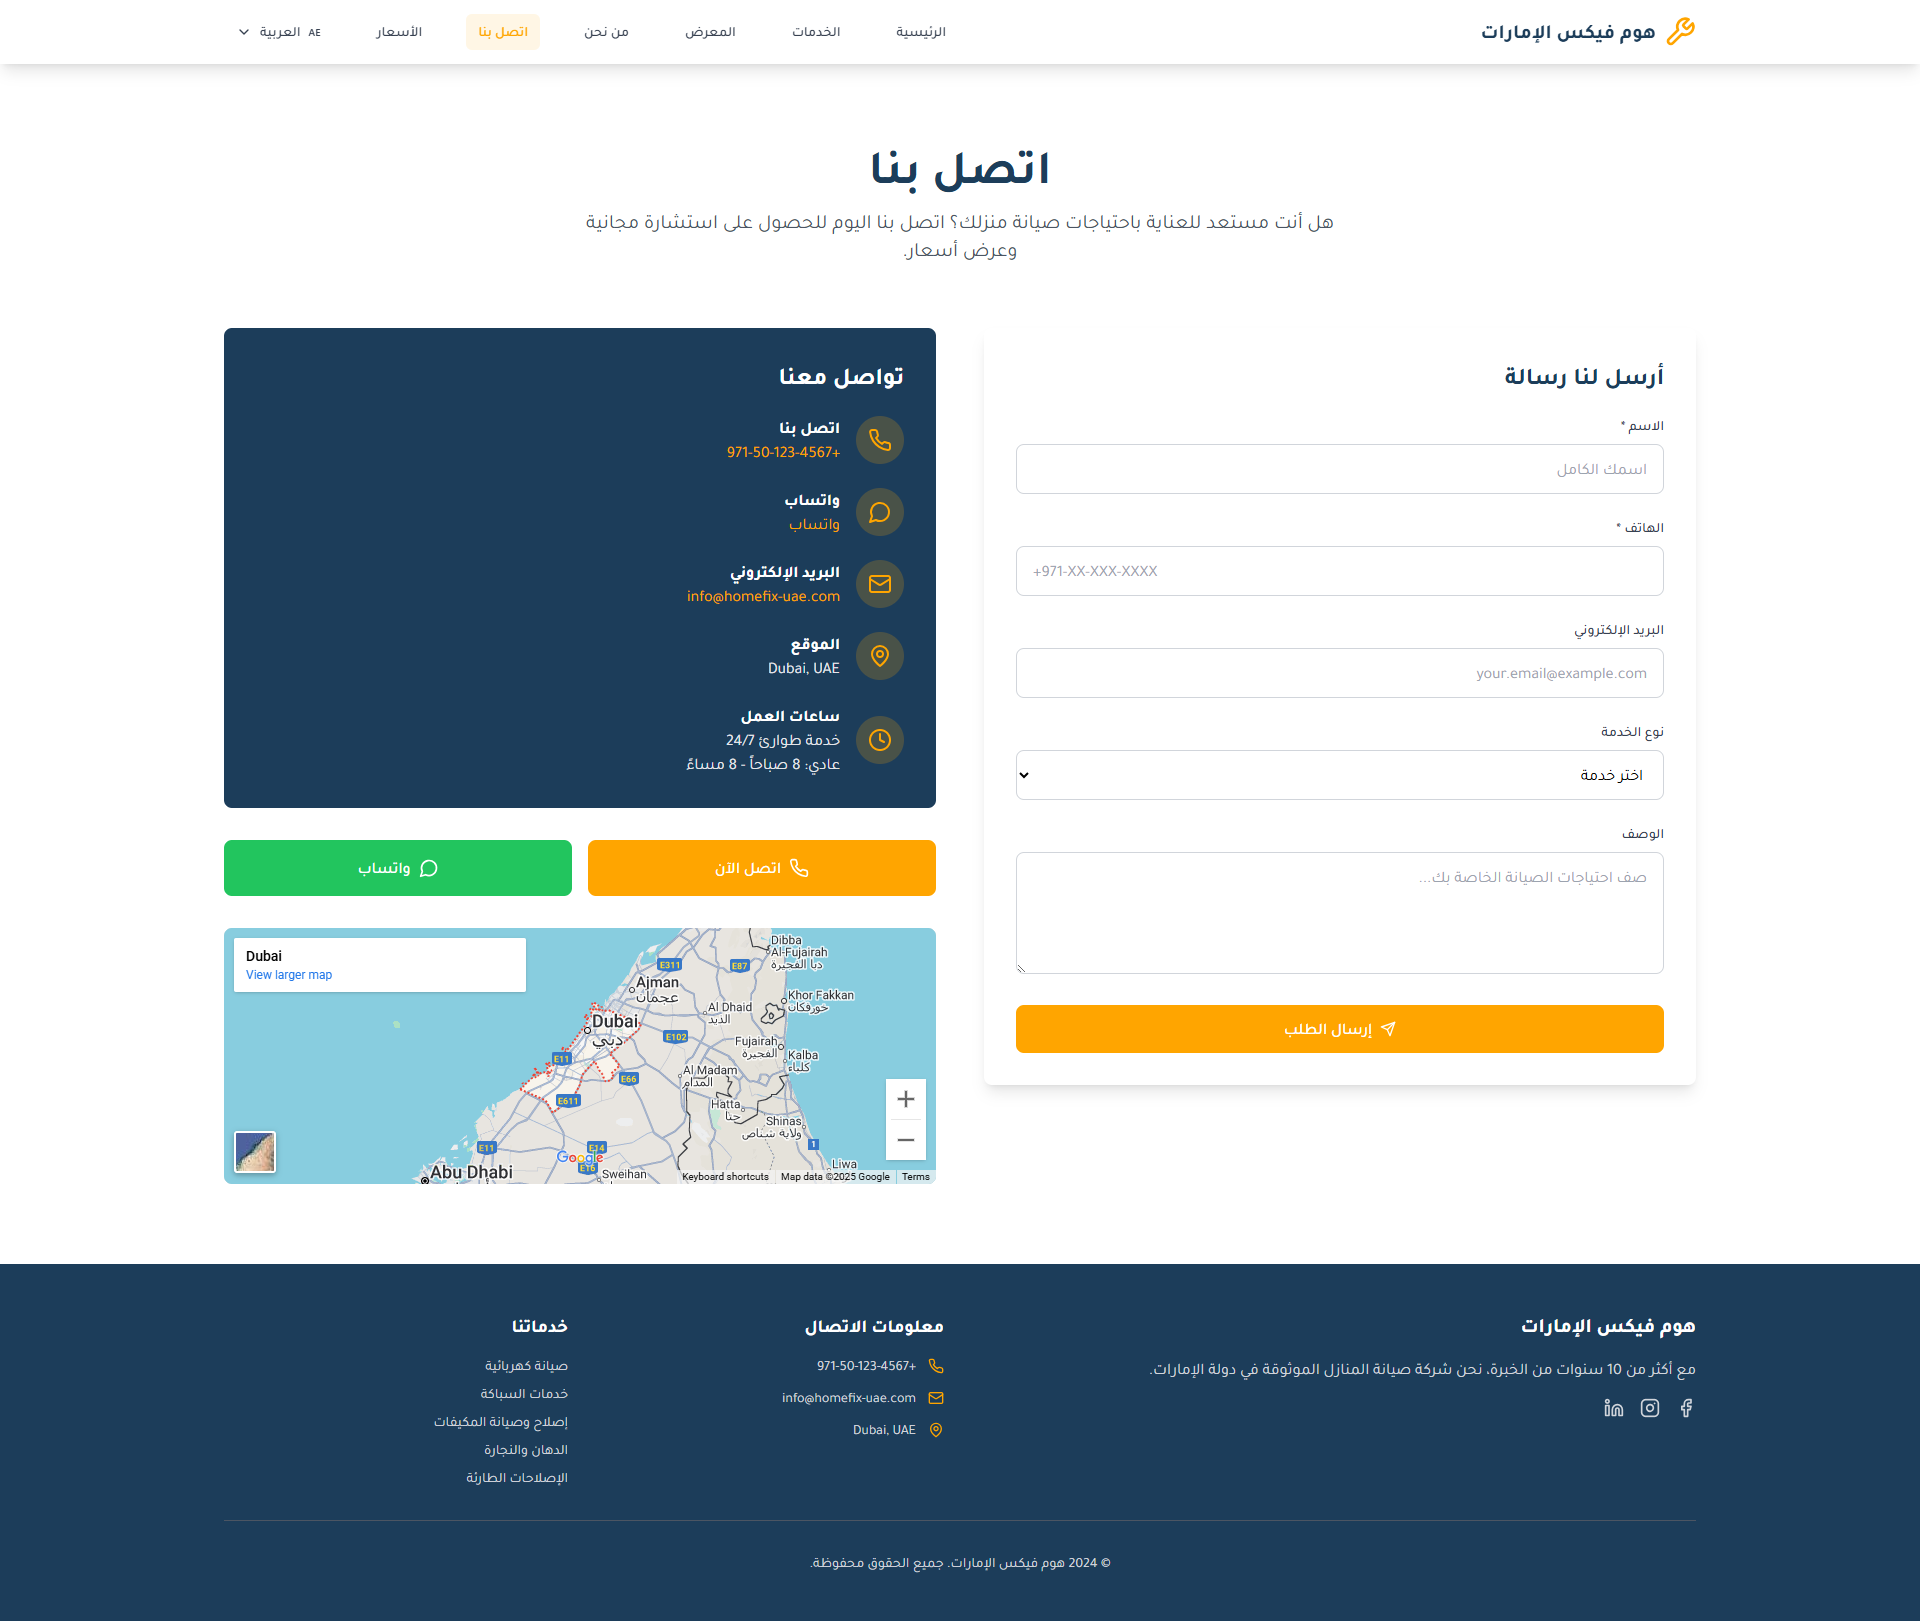 هوم فيكس الإمارات
الرئيسية
الخدمات
المعرض
من نحن
اتصل بنا
الأسعار
AE العربية
اتصل بنا
هل أنت مستعد للعناية باحتياجات صيانة منزلك؟ اتصل بنا اليوم للحصول على استشارة مجانية
وعرض أسعار.
أرسل لنا رسالة
الاسم *
اسمك الكامل
الهاتف *
+971-XX-XXX-XXXX
البريد الإلكتروني
your.email@example.com
نوع الخدمة
اختر خدمة
الوصف
صف احتياجات الصيانة الخاصة بك...
إرسال الطلب
تواصل معنا
اتصل بنا
971-50-123-4567+
واتساب
واتساب
البريد الإلكتروني
info@homefix-uae.com
الموقع
Dubai, UAE
ساعات العمل
خدمة طوارئ 24/7
عادي: 8 صباحاً - 8 مساءً
اتصل الآن
واتساب
Dubai
View larger map
Dibba
Al-Fujairah
دبا الفجيرة
E311
E87
Ajman
عجمان
Khor Fakkan
خورفكان
Al Dhaid
الذيد
Dubai
دبي
E102
Fujairah
الفجيرة
Kalba
كلباء
E11
E66
Al Madam
المدام
E611
Hatta
حتا
Shinas
ولاية شناص
1
E11
E14
Google
E16
Abu Dhabi
Sweihan
Liwa
Keyboard shortcuts
Map data ©2025 Google
Terms
هوم فيكس الإمارات
مع أكثر من 10 سنوات من الخبرة، نحن شركة صيانة المنازل الموثوقة في دولة الإمارات.
معلومات الاتصال
971-50-123-4567+
info@homefix-uae.com
Dubai, UAE
خدماتنا
صيانة كهربائية
خدمات السباكة
إصلاح وصيانة المكيفات
الدهان والنجارة
الإصلاحات الطارئة
© 2024 هوم فيكس الإمارات. جميع الحقوق محفوظة.